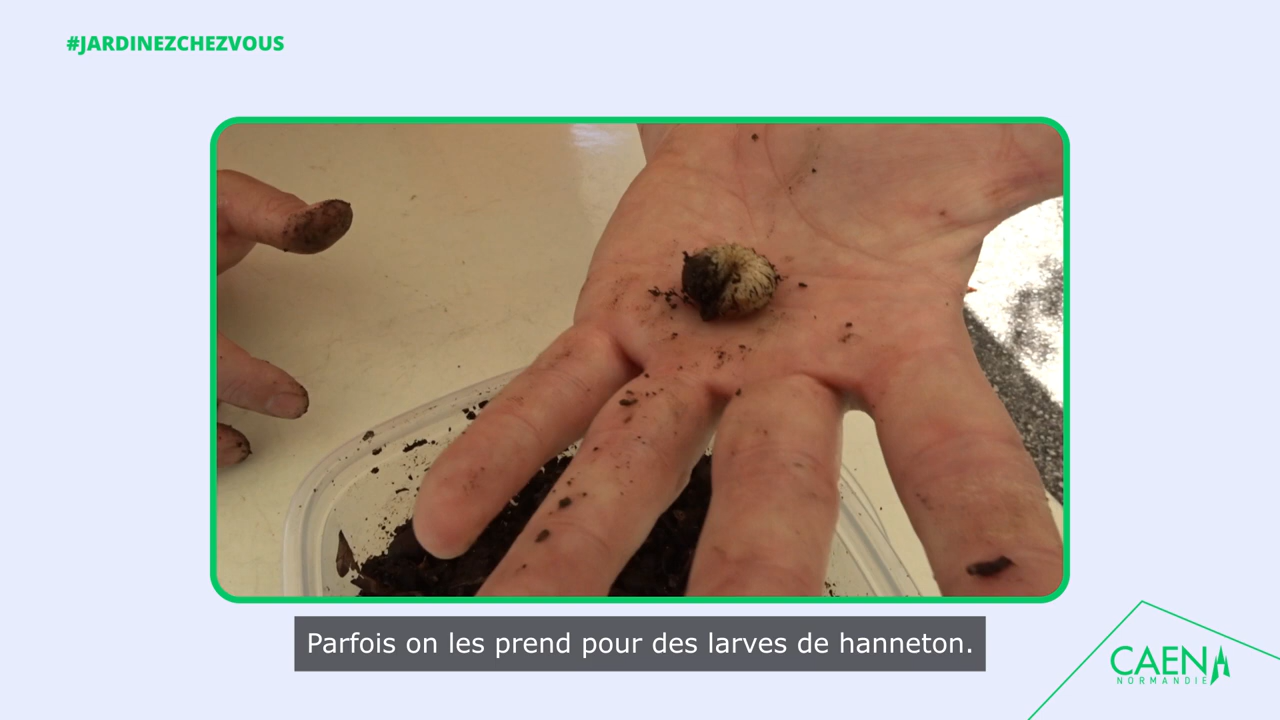 #JARDINEZCHEZVOUS
Parfois on les prend pour des larves de hanneton.
CAEN
NORMANDIE